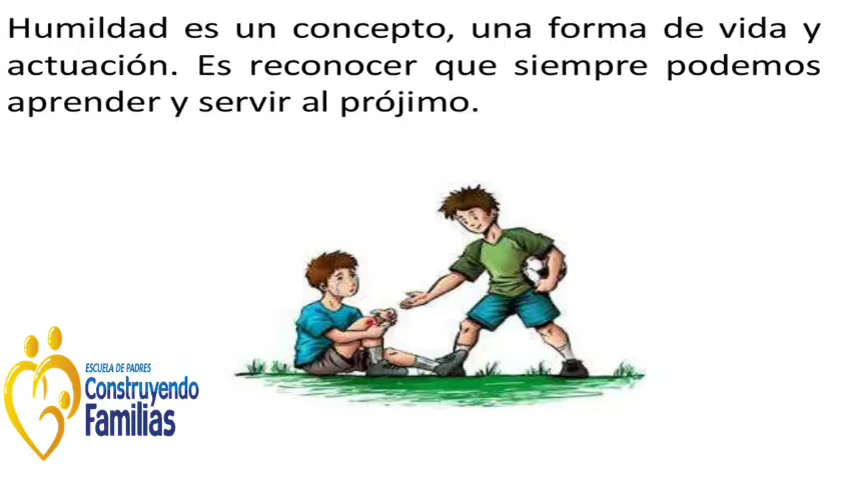 Humildad es un concepto, una forma de vida y
actuación. Es reconocer que siempre podemos
aprender y servir al prójimo.
ESCUELA DE PADRES
Construyendo
Familias